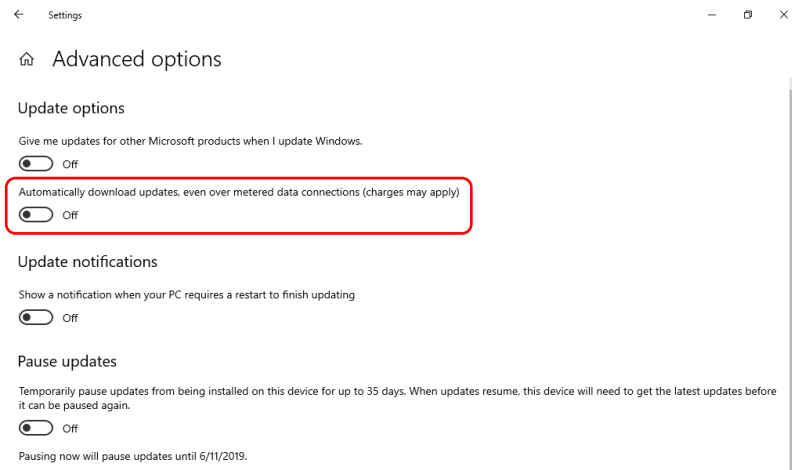 Settings
Advanced options
Update options
Give me updates for other Microsoft products when I update Windows.
Off
Automatically download updates, even over metered data connections (charges may apply)
Off
Update notifications
Show a notification when your PC requires a restart to finish updating
Off
Pause updates
Temporarily pause updates from being installed on this device for up to 35 days. When updates resume, this device will need to get the latest updates before
it can be paused again.
Off
Pausing now will pause updates until 6/11/2019.